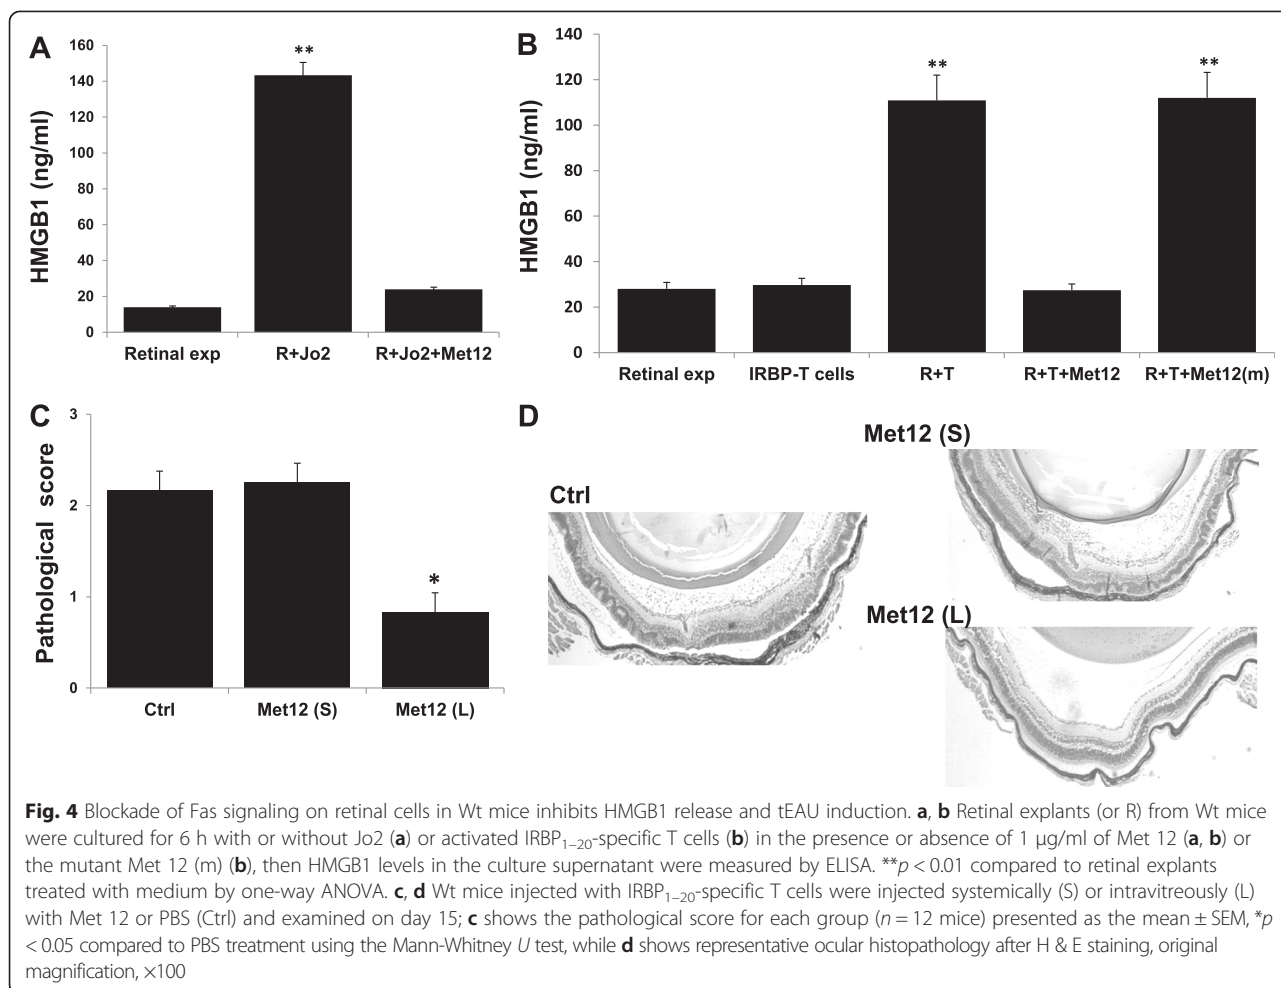 A
HMGB1 (ng/ml)
160
140
120
100
80
60
40
20
0
**
Retinal exp
R+Jo2
R+Jo2+Met12
B
HMGB1 (ng/ml)
140
120
100
80
60
40
20
0
**
**
Retinal exp
IRBP-T cells
R+T
R+T+Met12
R+T+Met12(m)
C
Pathological score
3
2
1
0
*
Ctrl
Met12 (S)
Met12 (L)
D
Ctrl
Met12 (S)
Met12 (L)
Fig. 4 Blockade of Fas signaling on retinal cells in Wt mice inhibits HMGB1 release and tEAU induction. a, b Retinal explants (or R) from Wt mice
were cultured for 6 h with or without Jo2 (a) or activated IRBP₁₋₂₀-specific T cells (b) in the presence or absence of 1 μg/ml of Met 12 (a, b) or
the mutant Met 12 (m) (b), then HMGB1 levels in the culture supernatant were measured by ELISA. **p < 0.01 compared to retinal explants
treated with medium by one-way ANOVA. c, d Wt mice injected with IRBP₁₋₂₀-specific T cells were injected systemically (S) or intravitreously (L)
with Met 12 or PBS (Ctrl) and examined on day 15; c shows the pathological score for each group (n = 12 mice) presented as the mean ± SEM, *p
< 0.05 compared to PBS treatment using the Mann-Whitney U test, while d shows representative ocular histopathology after H & E staining, original
magnification, ×100